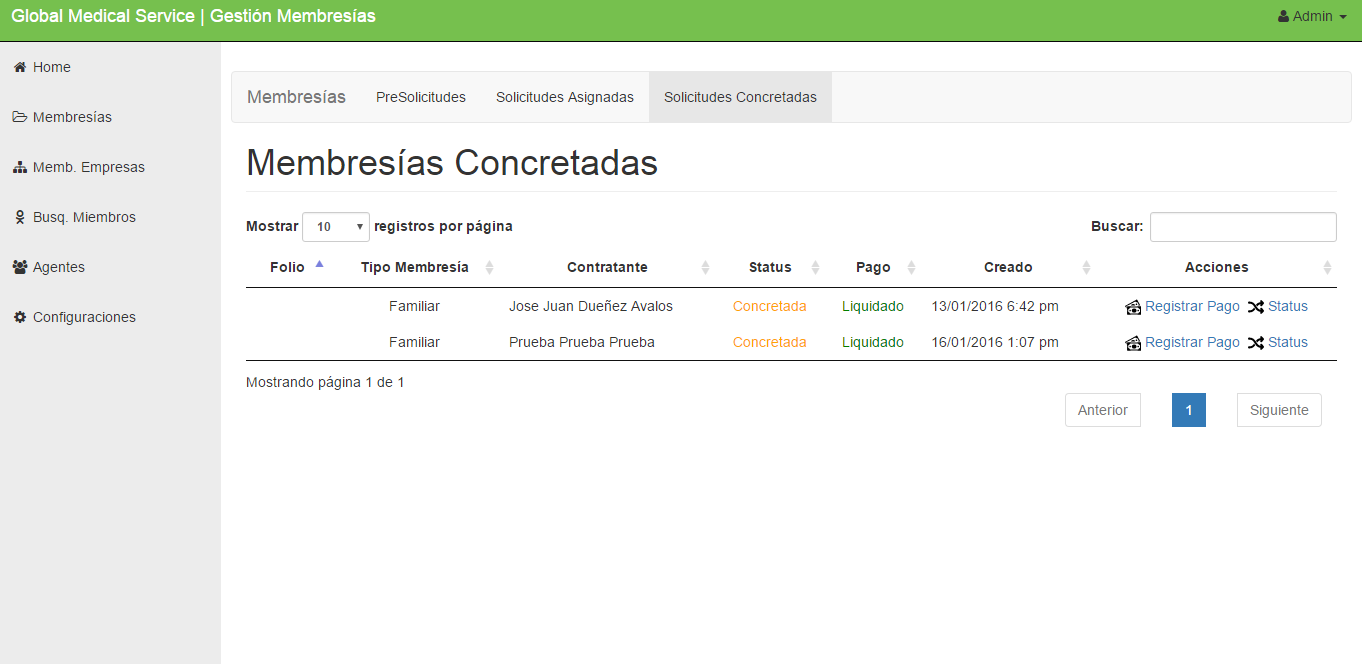 Global Medical Service | Gestión Membresías
Admin
Home
Membresías
Memb. Empresas
Busq. Miembros
Agentes
Configuraciones
Membresías PreSolicitudes Solicitudes Asignadas Solicitudes Concretadas
Membresías Concretadas
Mostrar 10 registros por página
Buscar:
Folio Tipo Membresía Contratante Status Pago Creado Acciones
Familiar Jose Juan Dueñez Avalos Concretada Liquidado 13/01/2016 6:42 pm Registrar Pago Status
Familiar Prueba Prueba Prueba Concretada Liquidado 16/01/2016 1:07 pm Registrar Pago Status
Mostrando página 1 de 1
Anterior 1 Siguiente